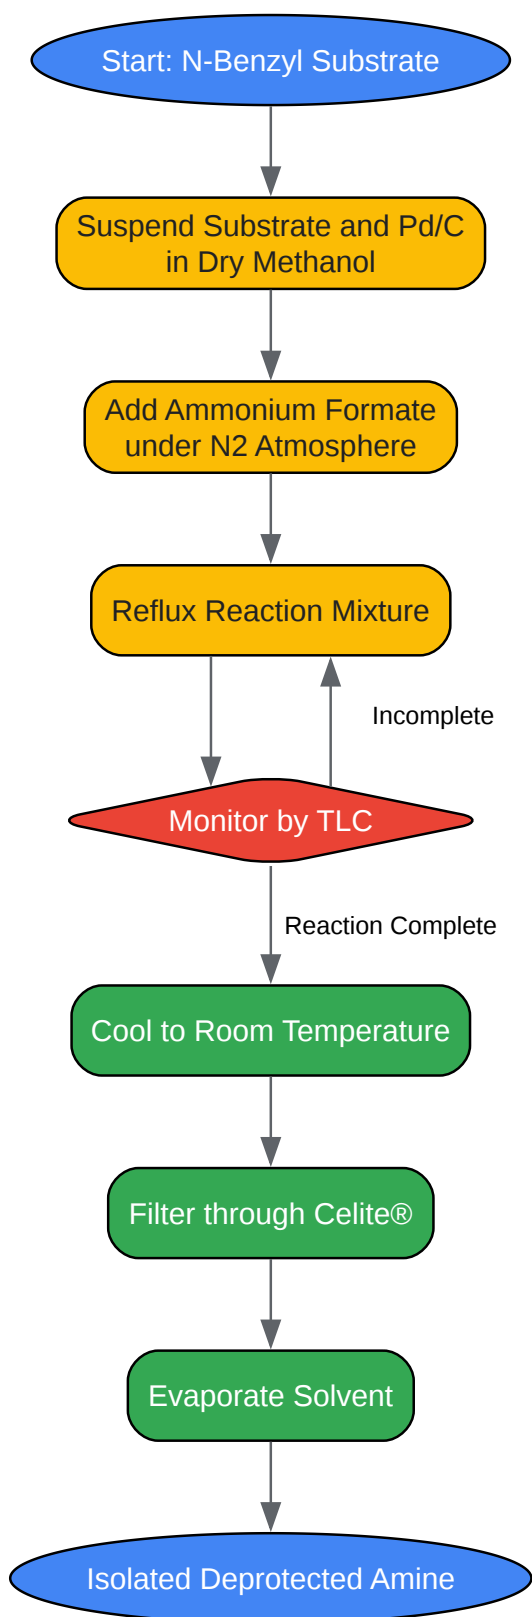 Start: N-Benzyl Substrate
Suspend Substrate and Pd/C
in Dry Methanol
Add Ammonium Formate
under N2 Atmosphere
Reflux Reaction Mixture
Incomplete
Monitor by TLC
Reaction Complete
Cool to Room Temperature
Filter through Celite®
Evaporate Solvent
Isolated Deprotected Amine